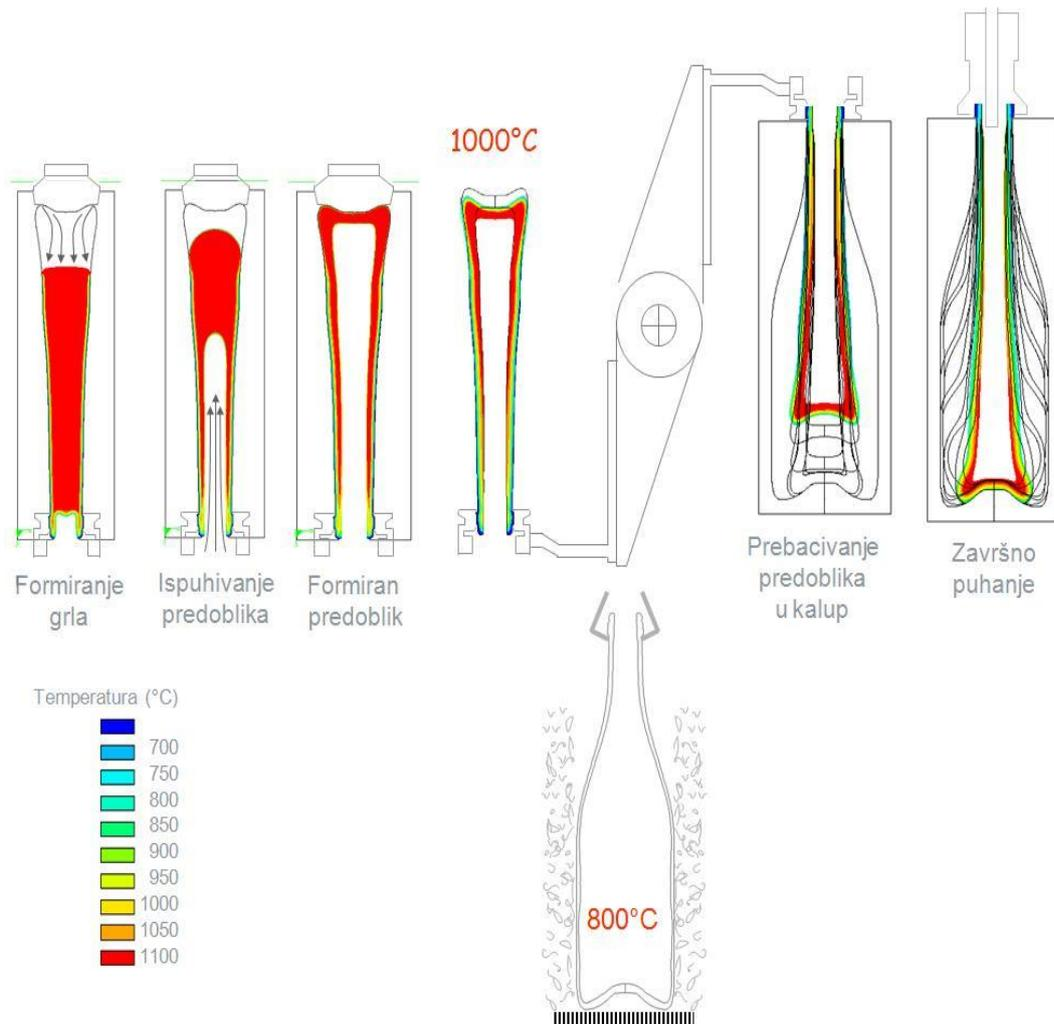 1000°C
Formiranje
grla
Ispuhivanje
predoblika
Formiran
predoblik
Prebacivanje
predoblika
u kalup
Završno
puhanje
Temperatura (°C)
700
750
800
850
900
950
1000
1050
1100
800°C